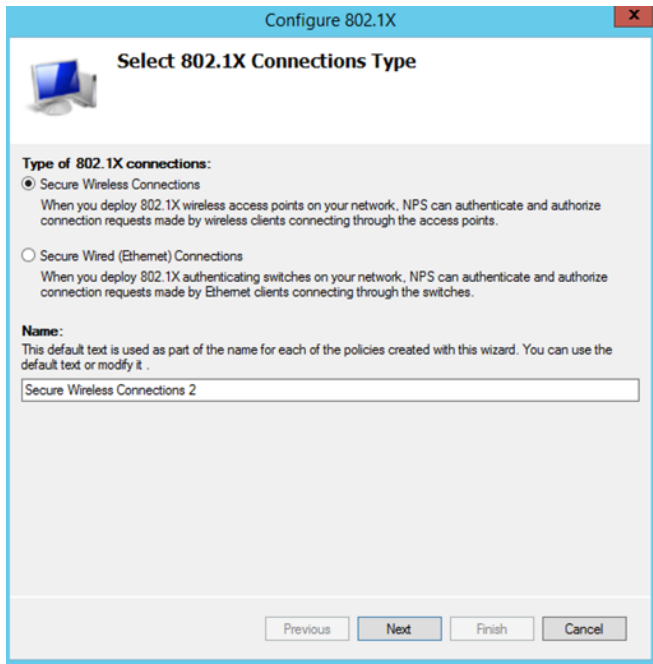 Configure 802.1X
x
Select 802.1X Connections Type
Type of 802.1X connections:
Secure Wireless Connections
When you deploy 802.1X wireless access points on your network, NPS can authenticate and authorize
connection requests made by wireless clients connecting through the access points.
Secure Wired (Ethernet) Connections
When you deploy 802.1X authenticating switches on your network, NPS can authenticate and authorize
connection requests made by Ethernet clients connecting through the switches.
Name:
This default text is used as part of the name for each of the policies created with this wizard. You can use the
default text or modify it .
Secure Wireless Connections 2
Previous
Next
Finish
Cancel